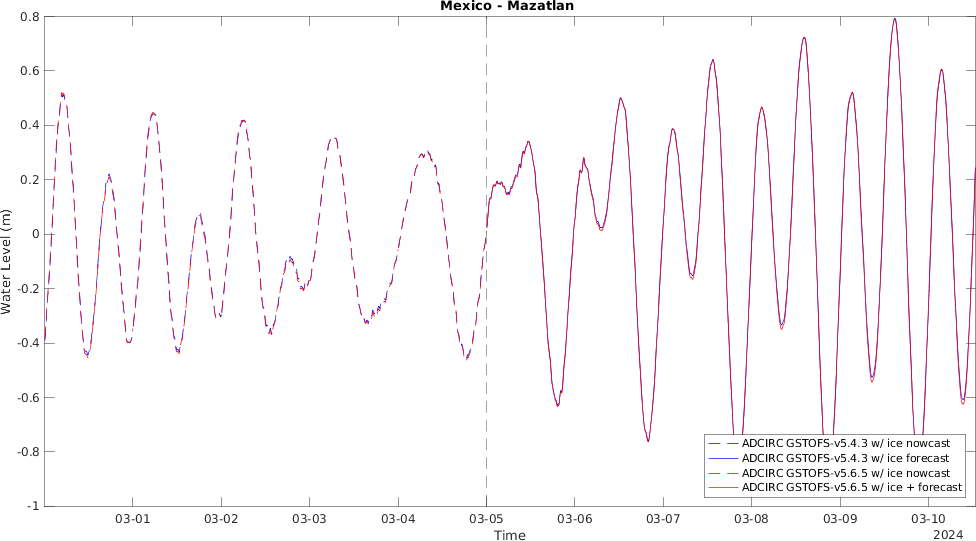 Mexico - Mazatlan
0.8
0.6
0.4
0.2
0
-0.2
-0.4
-0.6
-0.8
-1
Water Level (m)
ADCIRC GSTOFS-v5.4.3 w/ ice nowcast
ADCIRC GSTOFS-v5.4.3 w/ ice forecast
ADCIRC GSTOFS-v5.6.5 w/ ice nowcast
ADCIRC GSTOFS-v5.6.5 w/ ice + forecast
03-01 03-02 03-03 03-04 03-05 03-06 03-07 03-08 03-09 03-10
Time
2024